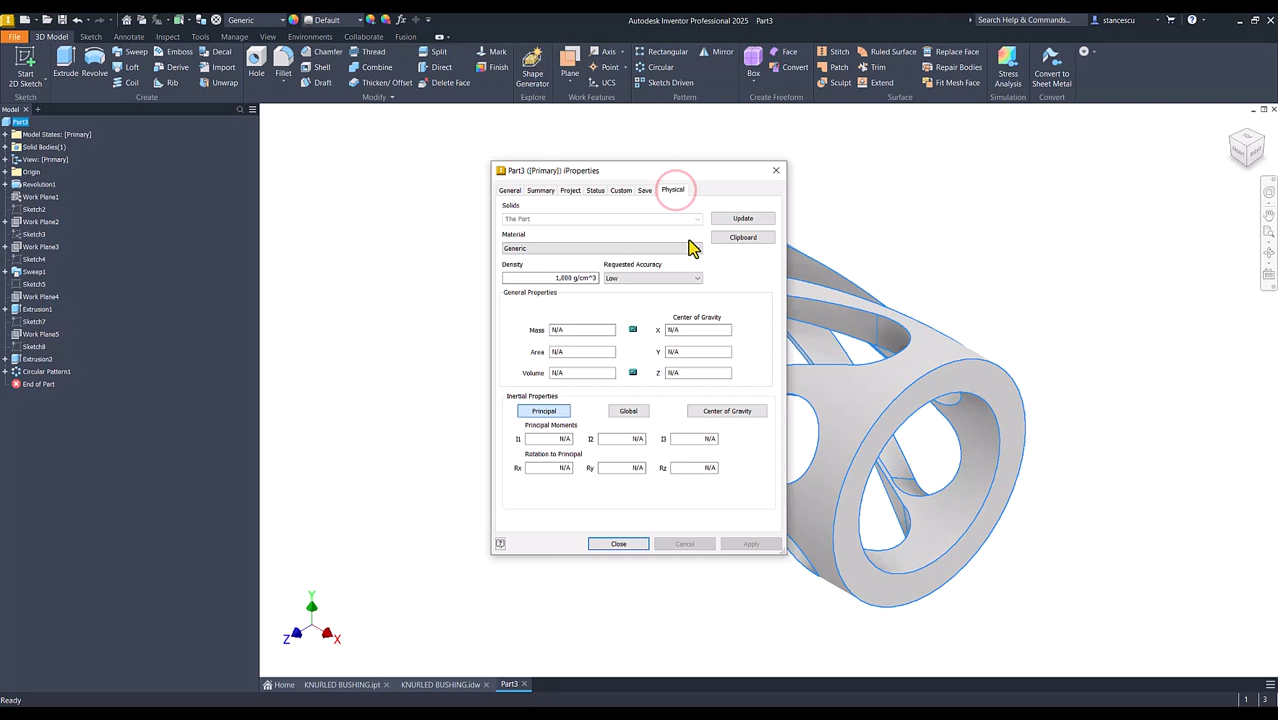 Generic
Default
Autodesk Inventor Professional 2025 Part3
Search Help & Commands...
stancescu
File
3D Model
Sketch
Annotate
Inspect
Tools
Manage
View
Environments
Collaborate
Fusion
Start
2D Sketch
Sketch
Extrude
Revolve
Sweep
Loft
Coil
Emboss
Derive
Rib
Decal
Import
Unwrap
Create
Hole
Fillet
Chamfer
Shell
Draft
Thread
Combine
Thicken/ Offset
Split
Direct
Delete Face
Modify
Mark
Finish
Shape
Generator
Explore
Plane
Axis
Point
UCS
Work Features
Rectangular
Circular
Sketch Driven
Mirror
Pattern
Box
Face
Convert
Create Freeform
Stitch
Patch
Sculpt
Ruled Surface
Trim
Extend
Replace Face
Repair Bodies
Fit Mesh Face
Surface
Stress
Analysis
Simulation
Convert to
Sheet Metal
Convert
Model
Part3
Model States: [Primary]
Solid Bodies(1)
View: [Primary]
Origin
Revolution1
Work Plane1
Sketch2
Work Plane2
Sketch3
Work Plane3
Sketch4
Sweep1
Sketch5
Work Plane4
Extrusion1
Sketch7
Work Plane5
Sketch8
Extrusion2
Circular Pattern1
End of Part
Part3 ([Primary]) iProperties
General
Summary
Project
Status
Custom
Save
Physical
Solids
The Part
Update
Material
Clipboard
Generic
Density
Requested Accuracy
1,000 g/cm^3
Low
General Properties
Center of Gravity
Mass N/A X N/A
Area N/A Y N/A
Volume N/A Z N/A
Inertial Properties
Principal
Global
Center of Gravity
Principal Moments
I1 N/A I2 N/A I3 N/A
Rotation to Principal
Rx N/A Ry N/A Rz N/A
Close
Cancel
Apply
TOP
FRONT
RIGHT
Y
Z
X
Home
KNURLED BUSHING.ipt
KNURLED BUSHING.idw
Part3
Ready
1
3